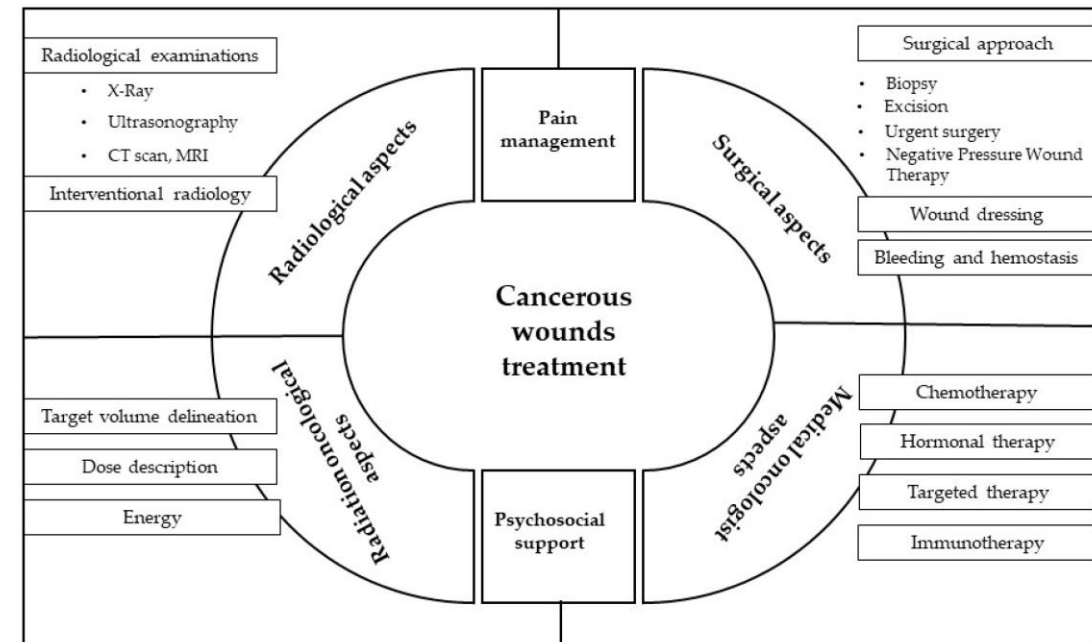 Radiological examinations
• X-Ray
• Ultrasonography
• CT scan, MRI
Interventional radiology
Radiological aspects
Pain
management
Surgical aspects
Surgical approach
• Biopsy
• Excision
• Urgent surgery
• Negative Pressure Wound
Therapy
Wound dressing
Bleeding and hemostasis
Cancerous
wounds
treatment
Target volume delineation
Dose description
Energy
Radiation oncological
aspects
Psychosocial
support
Medical oncologist
aspects
Chemotherapy
Hormonal therapy
Targeted therapy
Immunotherapy